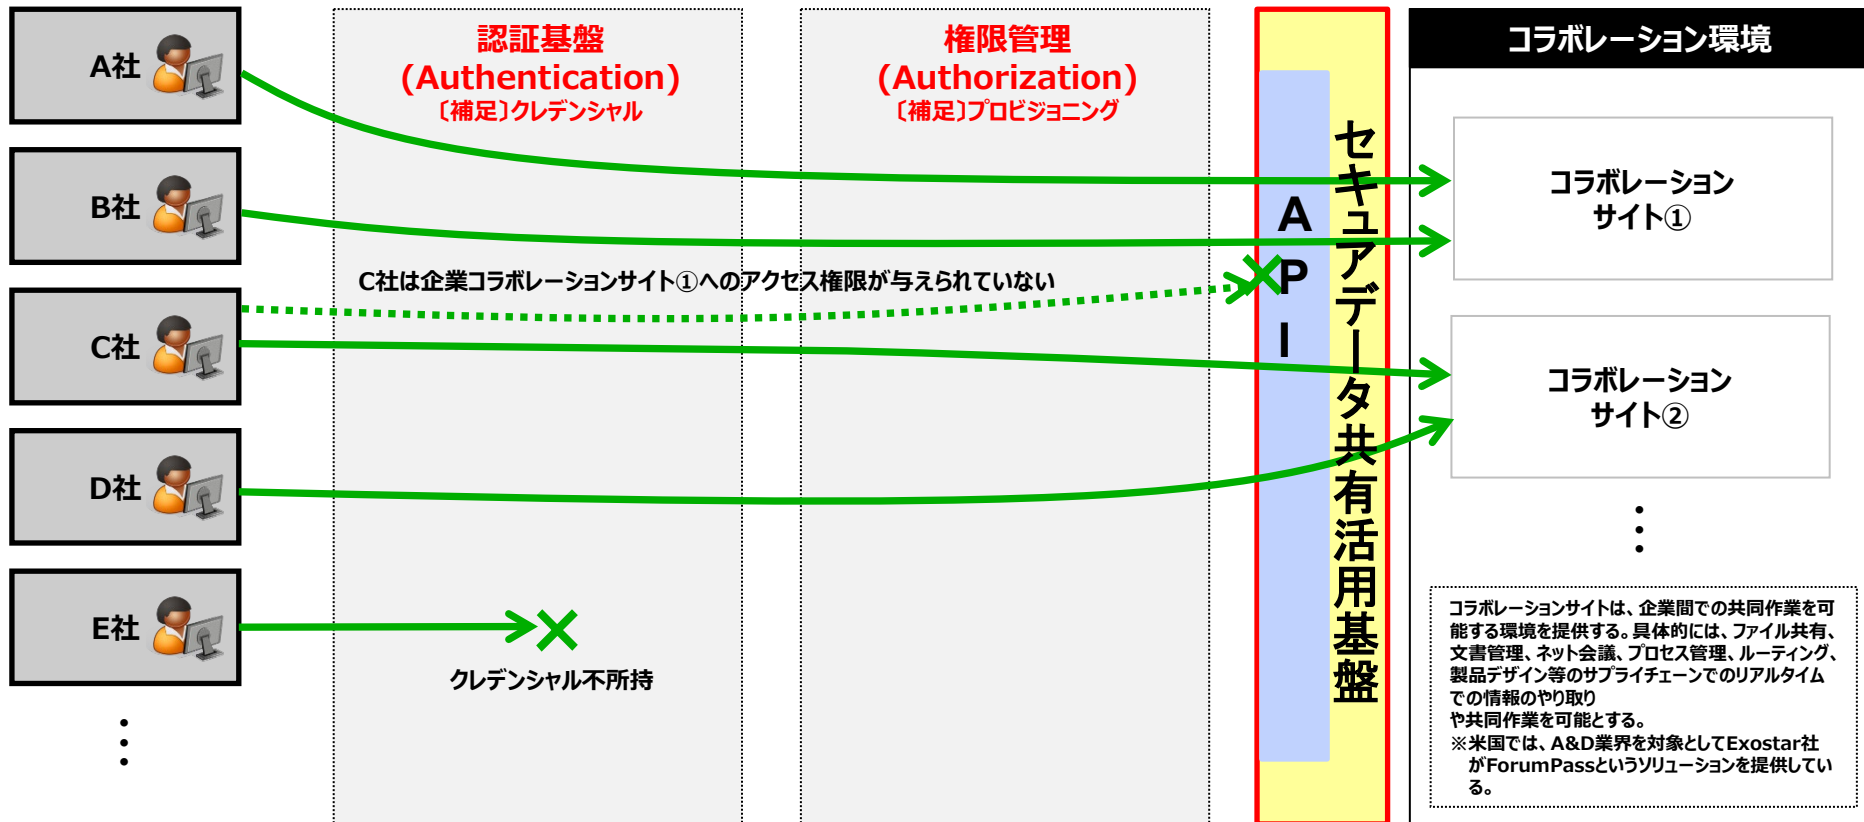 A社
B社
C社
D社
E社
認証基盤
(Authentication)
〔補足〕クレデンシャル
権限管理
(Authorization)
〔補足〕プロビジョニング
C社は企業コラボレーションサイト①へのアクセス権限が与えられていない
クレデンシャル不所持
API
セキュアデータ共有活用基盤
コラボレーション環境
コラボレーション
サイト①
コラボレーション
サイト②
コラボレーションサイトは、企業間での共同作業を可
能する環境を提供する。具体的には、ファイル共有、
文書管理、ネット会議、プロセス管理、ルーティング、
製品デザイン等のサプライチェーンでのリアルタイム
での情報のやり取り
や共同作業を可能とする。
※米国では、A&D業界を対象としてExostar社
がForumPassというソリューションを提供してい
る。